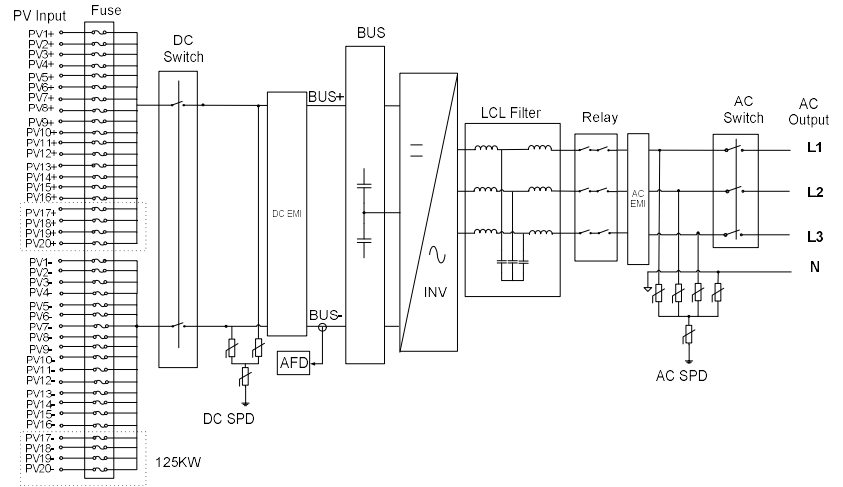 PV Input
Fuse
PV1+
PV2+
PV3+
PV4+
PV5+
PV6+
PV7+
PV8+
PV9+
PV10+
PV11+
PV12+
PV13+
PV14+
PV15+
PV16+
PV17+
PV18+
PV19+
PV20+
PV1-
PV2-
PV3-
PV4-
PV5-
PV6-
PV7-
PV8-
PV9-
PV10-
PV11-
PV12-
PV13-
PV14-
PV15-
PV16-
PV17-
PV18-
PV19-
PV20-
125KW
DC
Switch
DC SPD
DC EMI
BUS+
BUS-
AFD
BUS
INV
LCL Filter
Relay
AC
EMI
AC SPD
AC
Switch
AC
Output
L1
L2
L3
N